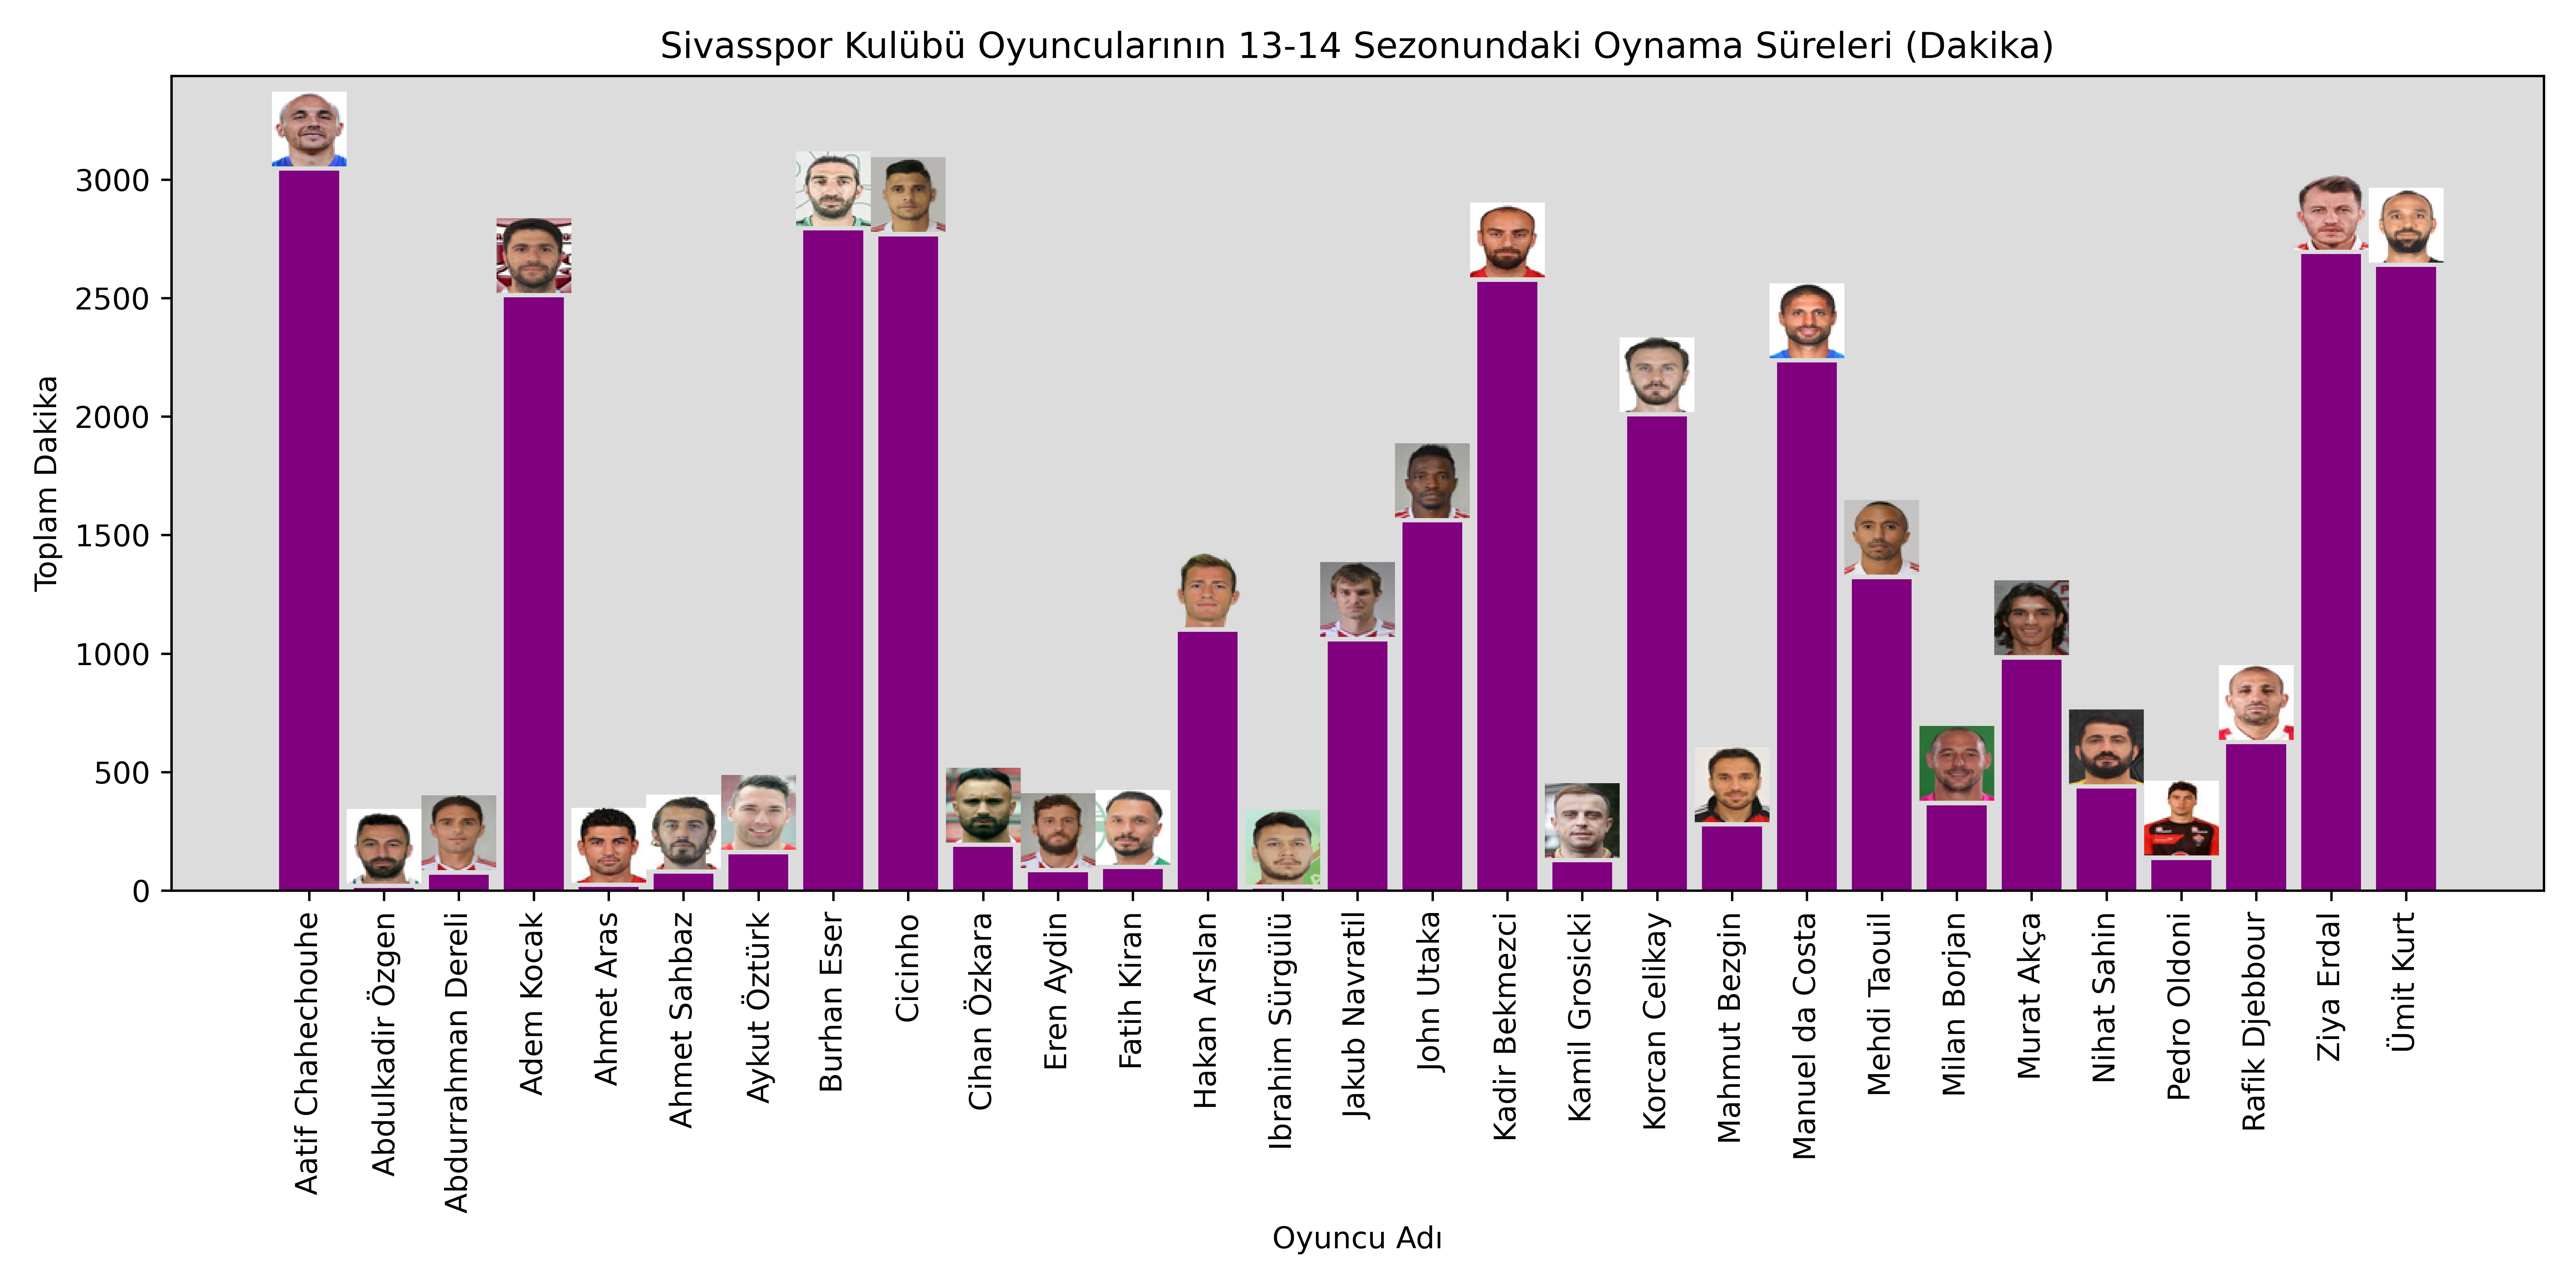 Sivasspor Kulübü Oyuncularının 13-14 Sezonundaki Oynama Süreleri (Dakika)
Toplam Dakika
3000
2500
2000
1500
1000
500
0
Aatif Chahechouhe
Abdulkadir Özgen
Abdurrahman Dereli
Adem Kocak
Ahmet Aras
Ahmet Sahbaz
Aykut Öztürk
Burhan Eser
Cicinho
Cihan Özkara
Eren Aydin
Fatih Kiran
Hakan Arslan
Ibrahim Sürgülü
Jakub Navratil
John Utaka
Kadir Bekmezci
Kamil Grosicki
Korcan Celikay
Mahmut Bezgin
Manuel da Costa
Mehdi Taouil
Milan Borjan
Murat Akça
Nihat Sahin
Pedro Oldoni
Rafik Djebbour
Ziya Erdal
Ümit Kurt
Oyuncu Adı